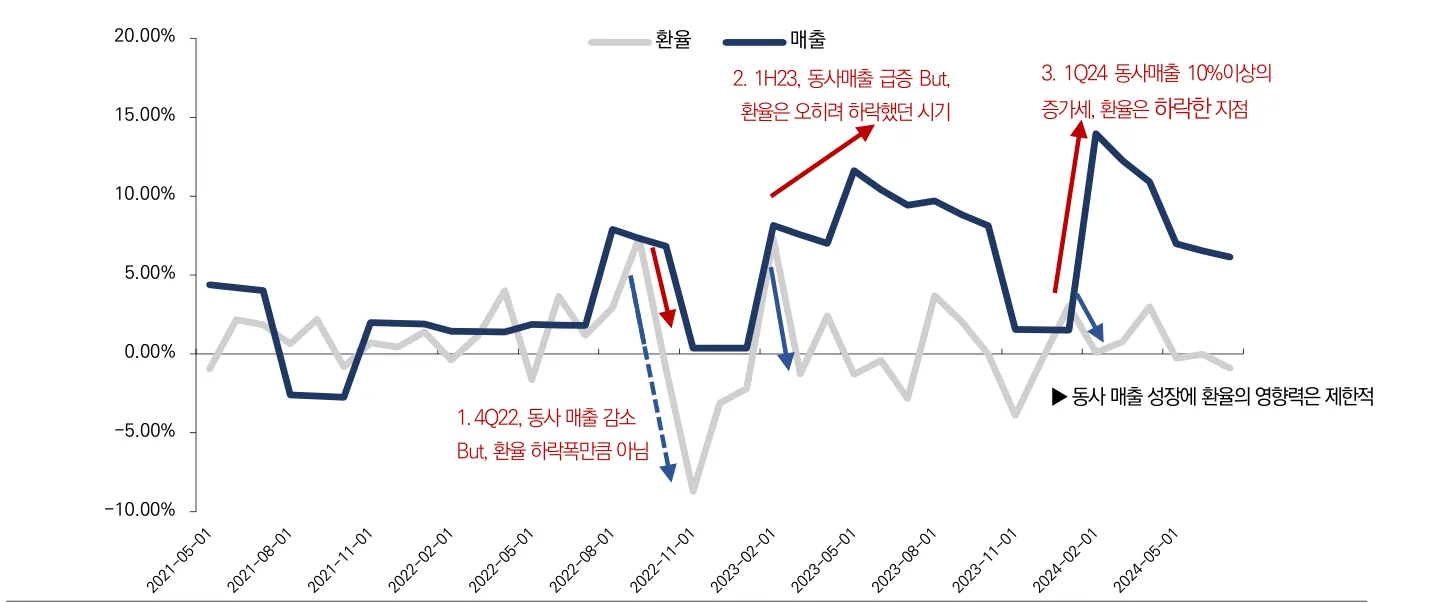 환율 매출
20.00%
15.00%
10.00%
5.00%
0.00%
-5.00%
-10.00%
2. 1H23, 동사매출 급증 But,
환율은 오히려 하락했던 시기
3. 1Q24 동사매출 10%이상의
증가세, 환율은 하락한 지점
1. 4Q22, 동사 매출 감소
But, 환율 하락폭만큼 아님
▶ 동사 매출 성장에 환율의 영향력은 제한적
2021-05-01
2021-08-01
2021-11-01
2022-02-01
2022-05-01
2022-08-01
2022-11-01
2023-02-01
2023-05-01
2023-08-01
2023-11-01
2024-02-01
2024-05-01